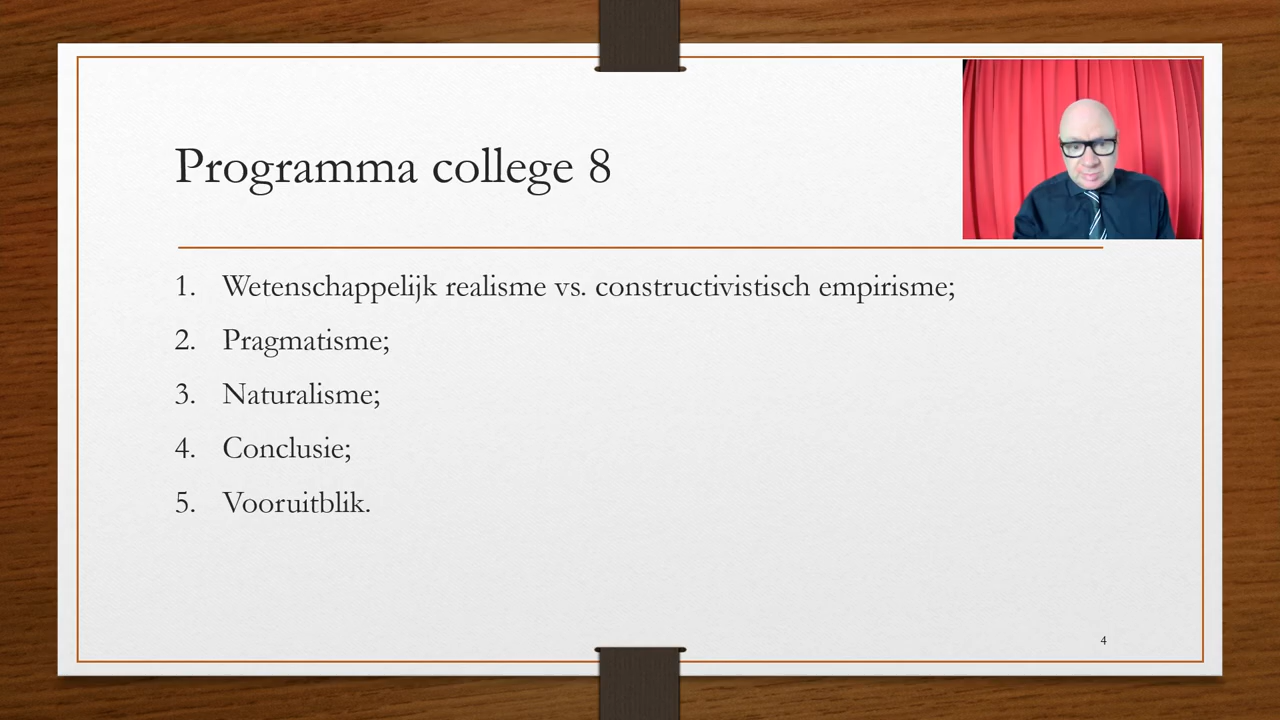 Programma college 8
1. Wetenschappelijk realisme vs. constructivistisch empirisme;
2. Pragmatisme;
3. Naturalisme;
4. Conclusie;
5. Vooruitblik.
4